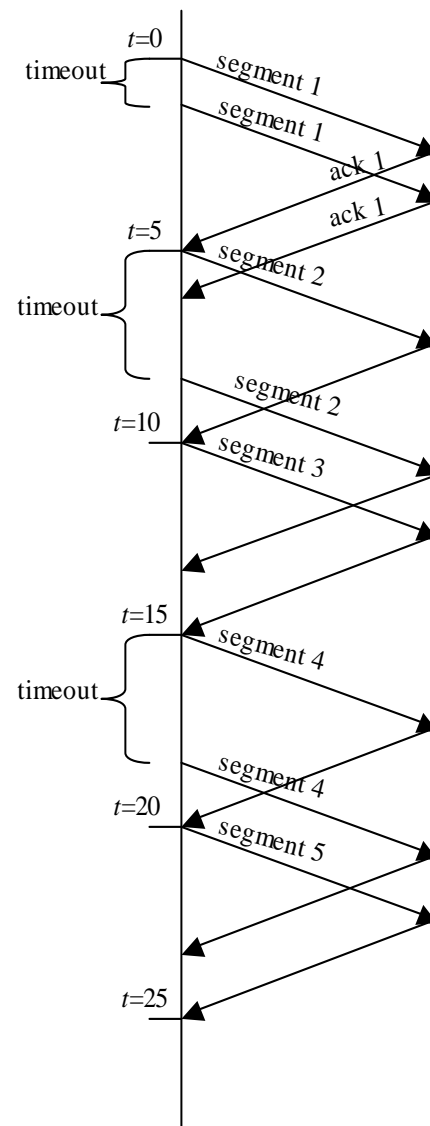 t=0
timeout
segment 1
segment 1
ack 1
ack 1
t=5
segment 2
timeout
segment 2
t=10
segment 3
t=15
segment 4
timeout
segment 4
t=20
segment 5
t=25